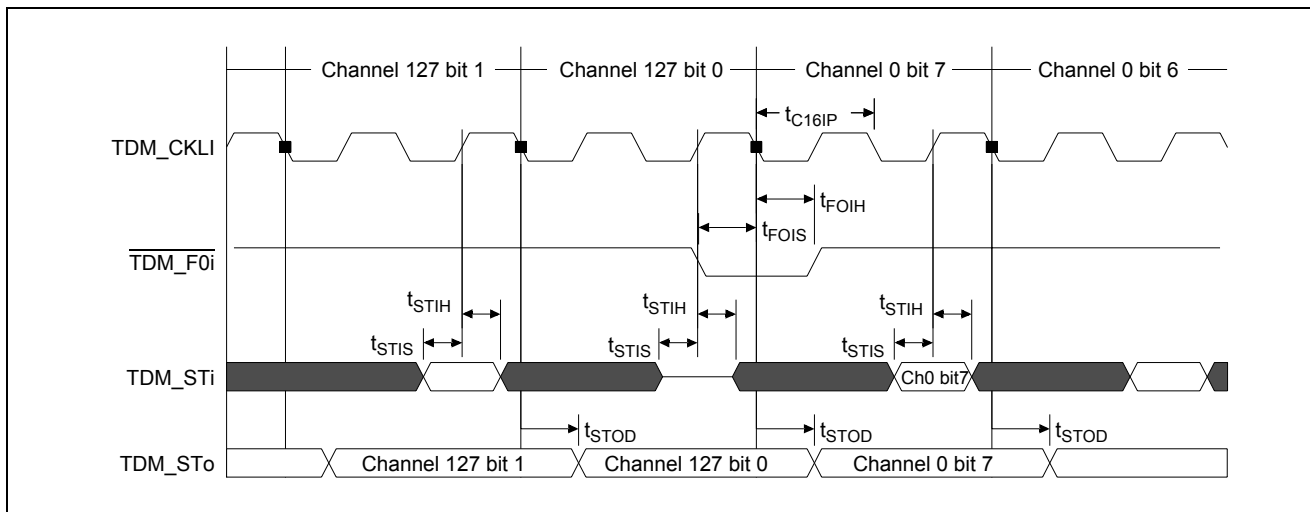 Channel 127 bit 1 Channel 127 bit 0 Channel 0 bit 7 Channel 0 bit 6
tC16IP
TDM_CKLI
tFOIH
tFOIS
TDM_F0i
tSTIH tSTIH tSTIH
tSTIS tSTIS tSTIS
TDM_STi Ch0 bit7
tSTOD tSTOD tSTOD
TDM_STo Channel 127 bit 1 Channel 127 bit 0 Channel 0 bit 7